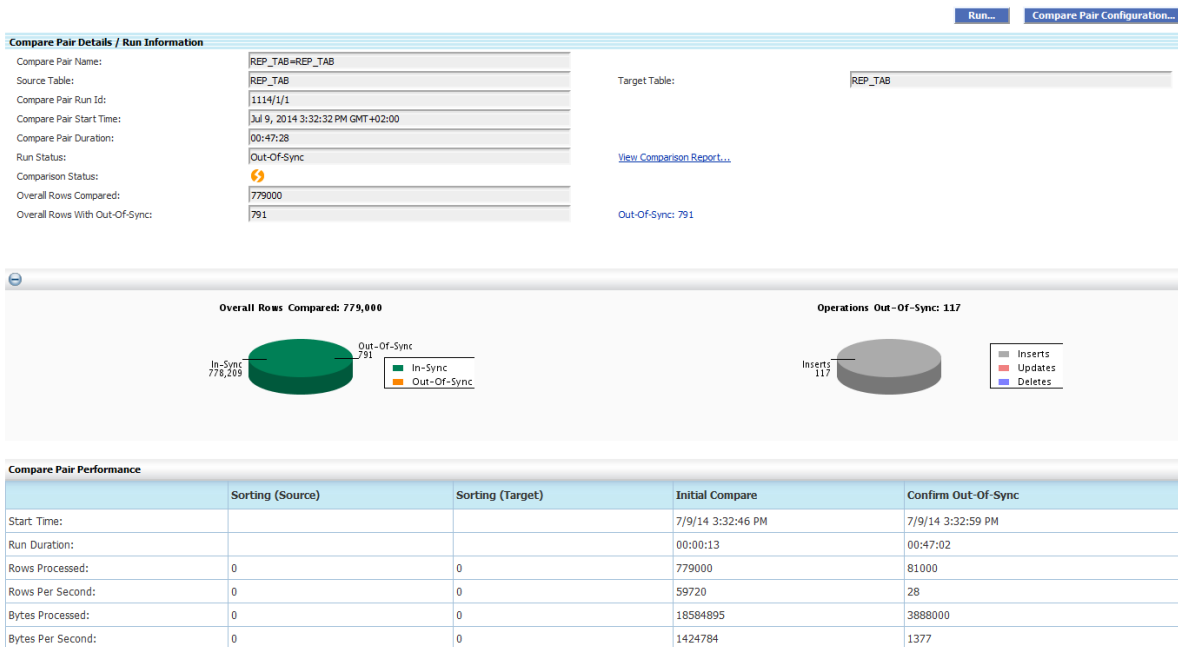 Run... Compare Pair Configuration...
Compare Pair Details / Run Information
Compare Pair Name: REP_TAB=REP_TAB
Source Table: REP_TAB Target Table: REP_TAB
Compare Pair Run Id: 1114/1/1
Compare Pair Start Time: Jul 9, 2014 3:32:32 PM GMT+02:00
Compare Pair Duration: 00:47:28
Run Status: Out-Of-Sync View Comparison Report...
Comparison Status:
Overall Rows Compared: 779000
Overall Rows With Out-Of-Sync: 791 Out-Of-Sync: 791
Overall Rows Compared: 779,000
Out-Of-Sync
791
In-Sync
778,209
In-Sync
Out-Of-Sync
Operations Out-Of-Sync: 117
Inserts
117
Inserts
Updates
Deletes
Compare Pair Performance
Sorting (Source) Sorting (Target) Initial Compare Confirm Out-Of-Sync
Start Time: 7/9/14 3:32:46 PM 7/9/14 3:32:59 PM
Run Duration: 00:00:13 00:47:02
Rows Processed: 0 0 779000 81000
Rows Per Second: 0 0 59720 28
Bytes Processed: 0 0 18584895 3888000
Bytes Per Second: 0 0 1424784 1377